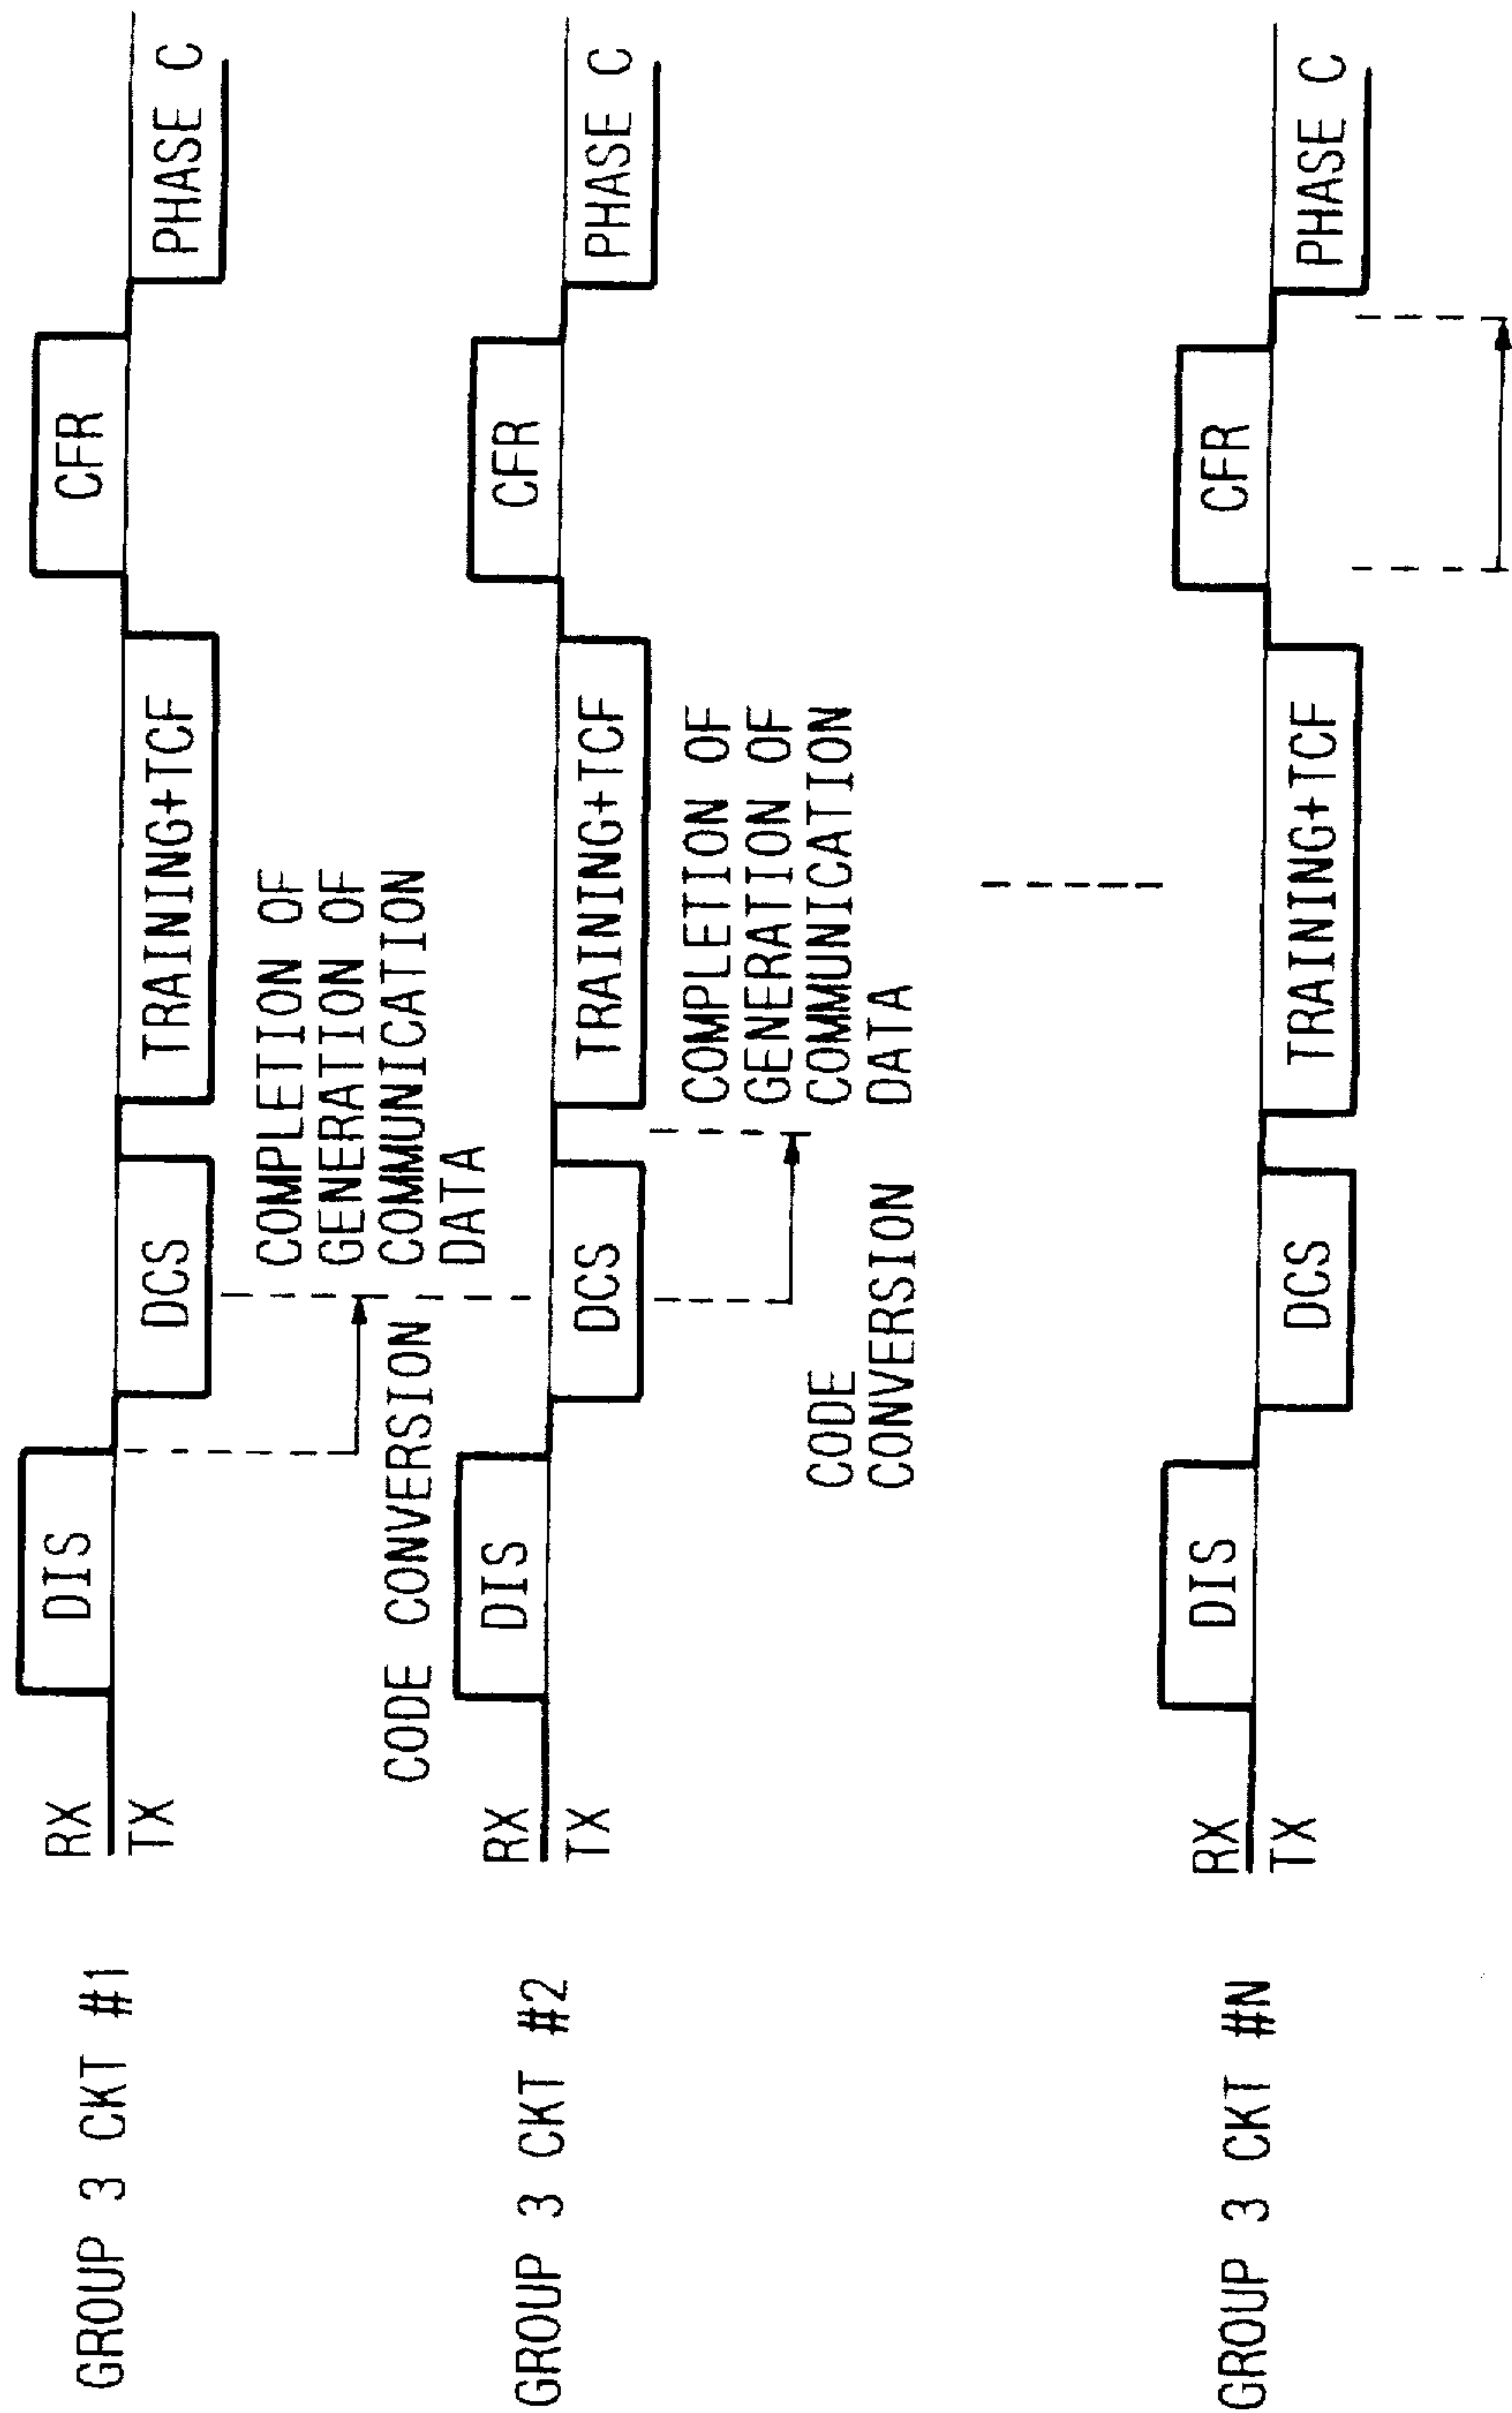 GROUP 3 CKT #1
RX
TX
DIS
DCS
TRAINING+TCF
CFR
PHASE C
CODE CONVERSION
COMPLETION OF
GENERATION OF
COMMUNICATION
DATA
GROUP 3 CKT #2
RX
TX
DIS
DCS
TRAINING+TCF
CFR
PHASE C
CODE
CONVERSION
COMPLETION OF
GENERATION OF
COMMUNICATION
DATA
GROUP 3 CKT #N
RX
TX
DIS
DCS
TRAINING+TCF
CFR
PHASE C